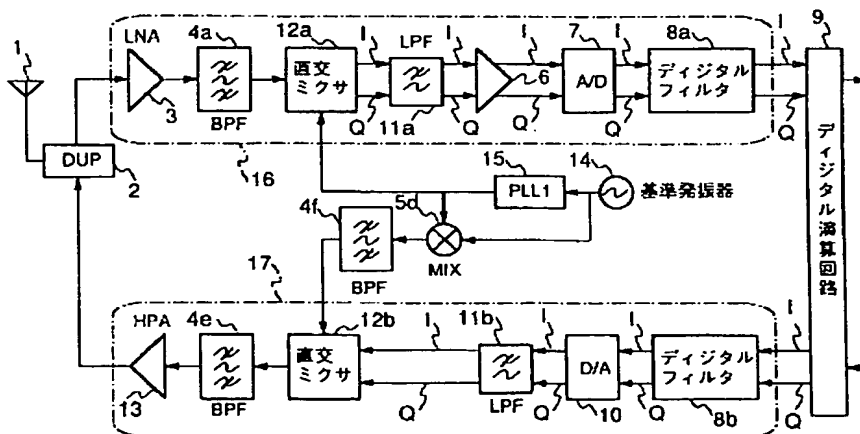 1
DUP
2
LNA
3
4a
BPF
12a
直交
ミクサ
I
Q
LPF
11a
I
Q
6
I
Q
7
A/D
I
Q
8a
ディジタル
フィルタ
I
Q
9
ディジタル演算回路
16
15
PLL1
14
基準発振器
5d
MIX
4f
BPF
17
HPA
13
4e
BPF
12b
直交
ミクサ
I
Q
11b
LPF
I
Q
D/A
10
I
Q
ディジタル
フィルタ
8b
I
Q